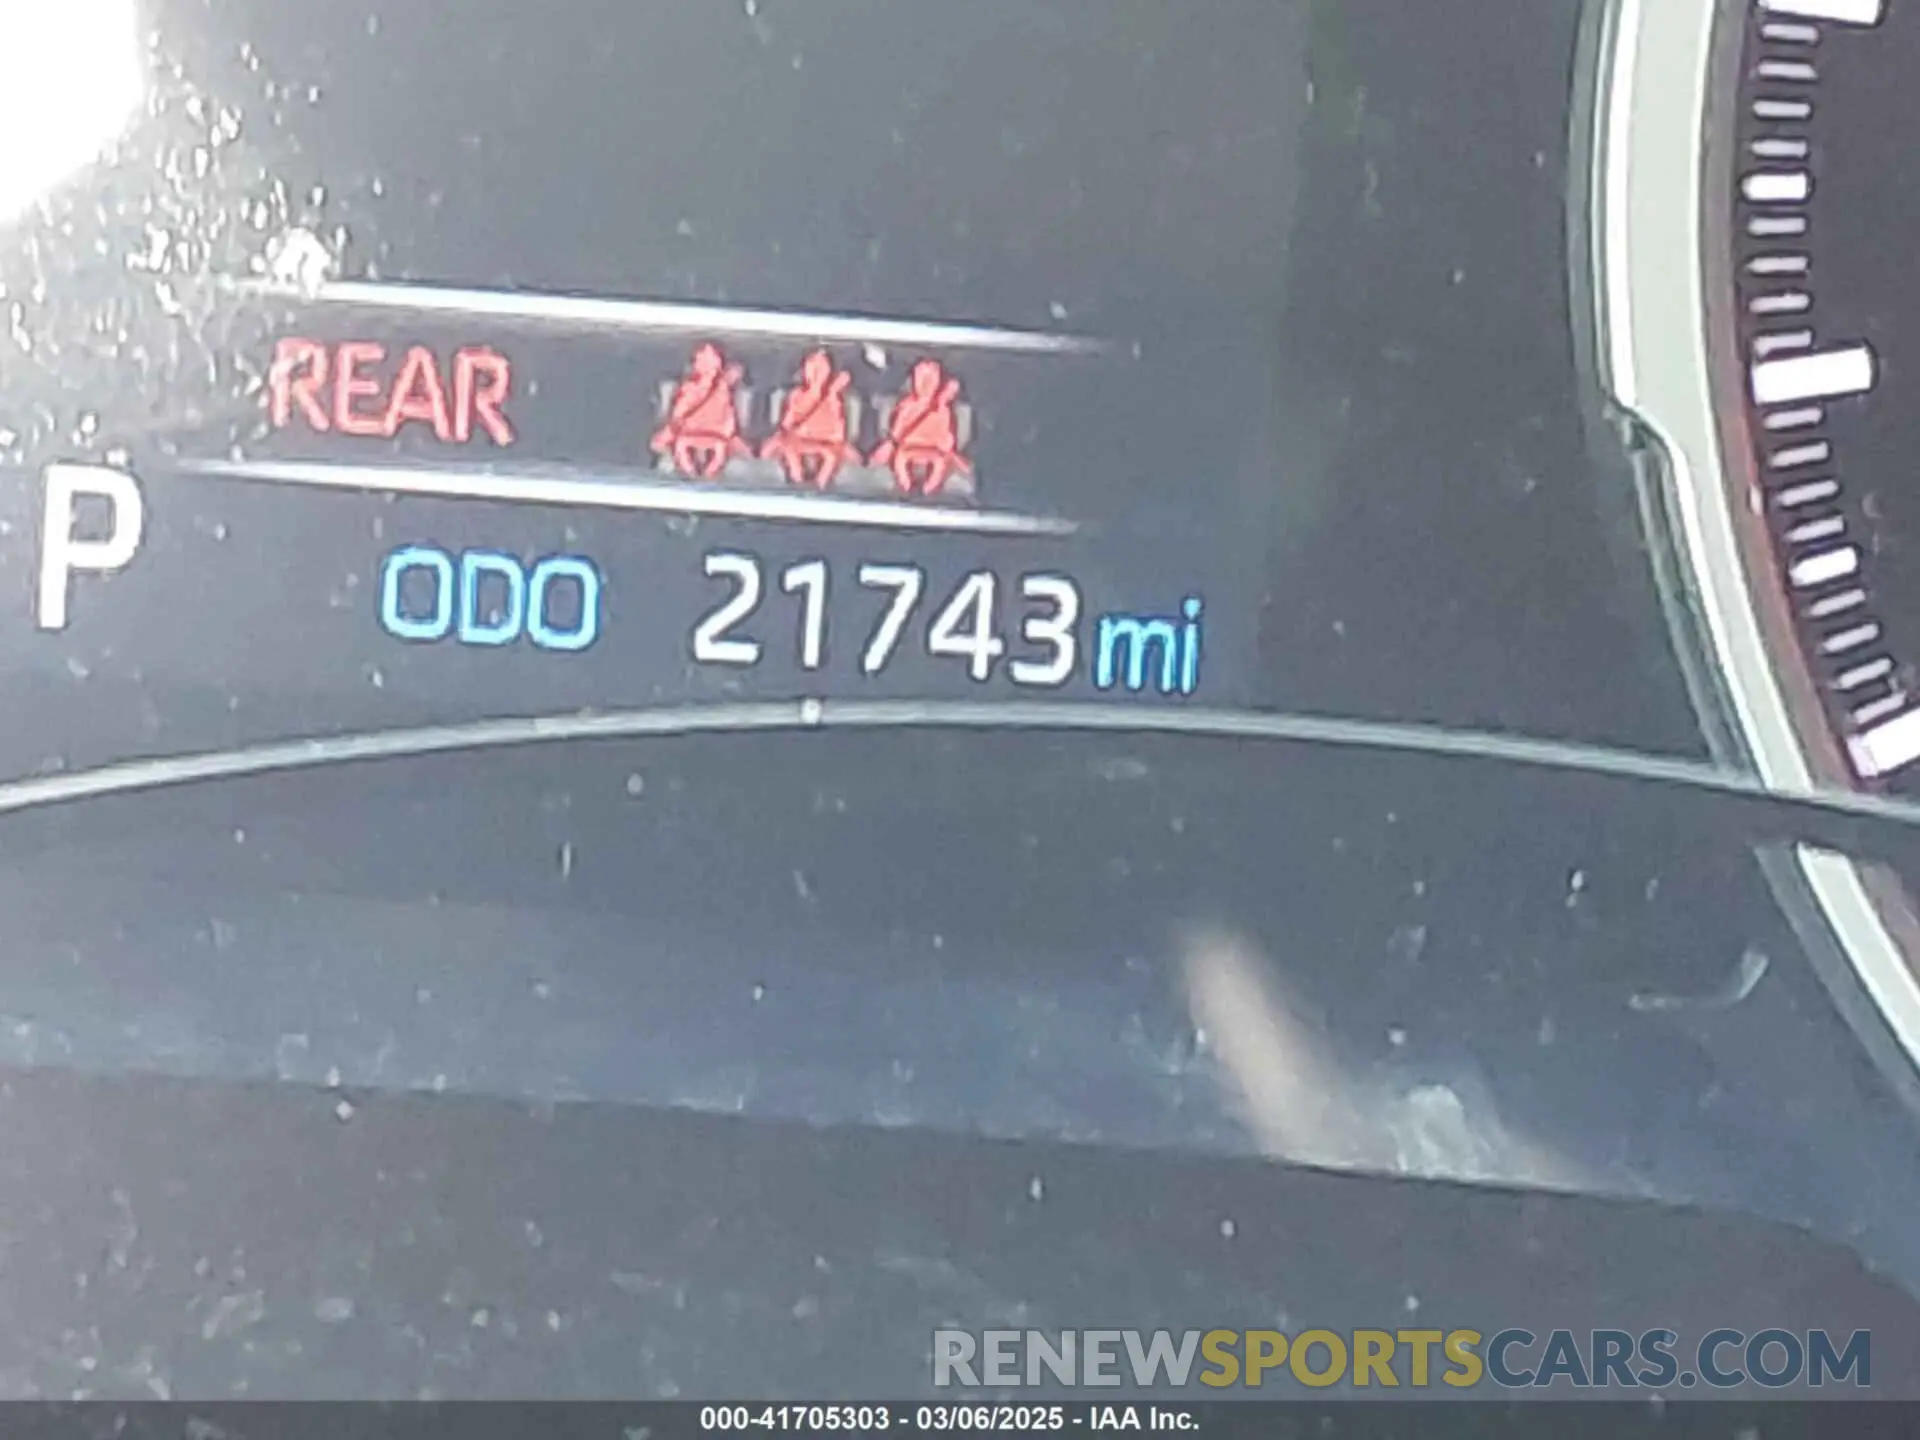 REAR
P
ODO 21743 mi
RENEWSPORTSCARS.COM
000-41705303 - 03/06/2025 - IAA Inc.